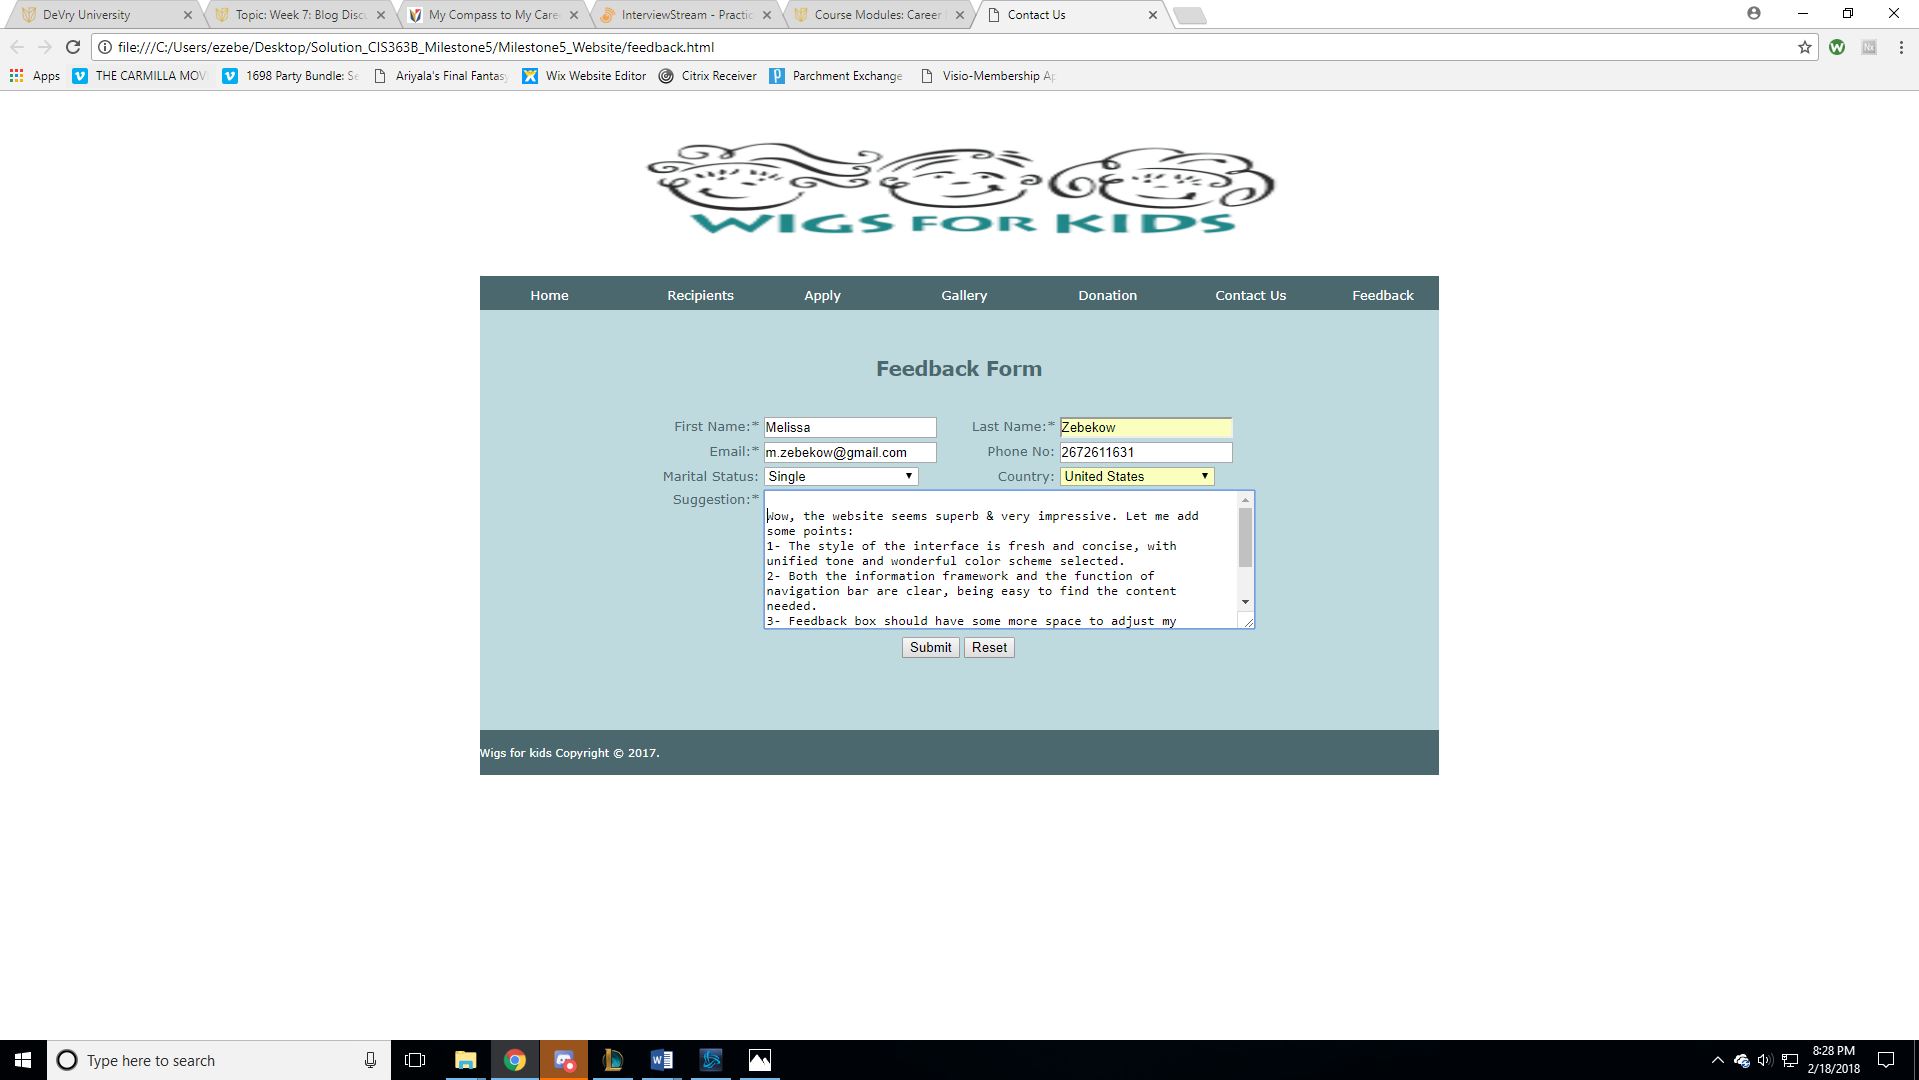 DeVry University
Topic: Week 7: Blog Discu
My Compass to My Caree
InterviewStream - Practic
Course Modules: Career
Contact Us
file:///C:/Users/ezebe/Desktop/Solution_CIS363B_Milestone5/Milestone5_Website/feedback.html
Apps THE CARMILLA MOV 1698 Party Bundle: Se Ariyala's Final Fantasy Wix Website Editor Citrix Receiver Parchment Exchange Visio-Membership Ap
WIGS FOR KIDS
Home Recipients Apply Gallery Donation Contact Us Feedback
Feedback Form
First Name:* Melissa Last Name:* Zebekow
Email:* m.zebekow@gmail.com Phone No: 2672611631
Marital Status: Single Country: United States
Suggestion:*
Wow, the website seems superb & very impressive. Let me add
some points:
1- The style of the interface is fresh and concise, with
unified tone and wonderful color scheme selected.
2- Both the information framework and the function of
navigation bar are clear, being easy to find the content
needed.
3- Feedback box should have some more space to adjust my
Submit Reset
Wigs for kids Copyright © 2017.
Type here to search
8:28 PM
2/18/2018